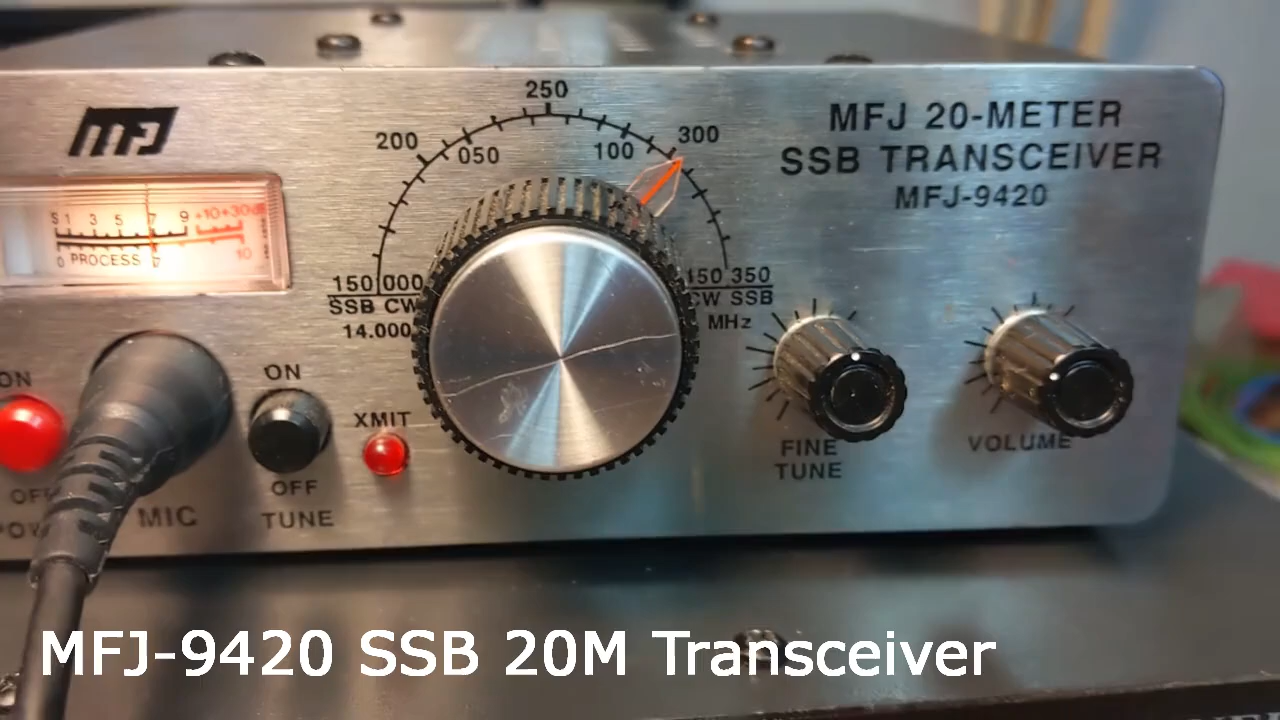 MFJ
250
200
300
050
100
MFJ 20-METER
SSB TRANSCEIVER
MFJ-9420
S 1 3 5 7 9 +10 +30dB
0 PROCESS 4 10
150 000
SSB CW
14.000
150 350
CW SSB
MHz
ON
OFF
MIC
ON
OFF
TUNE
XMIT
FINE
TUNE
VOLUME
MFJ-9420 SSB 20M Transceiver